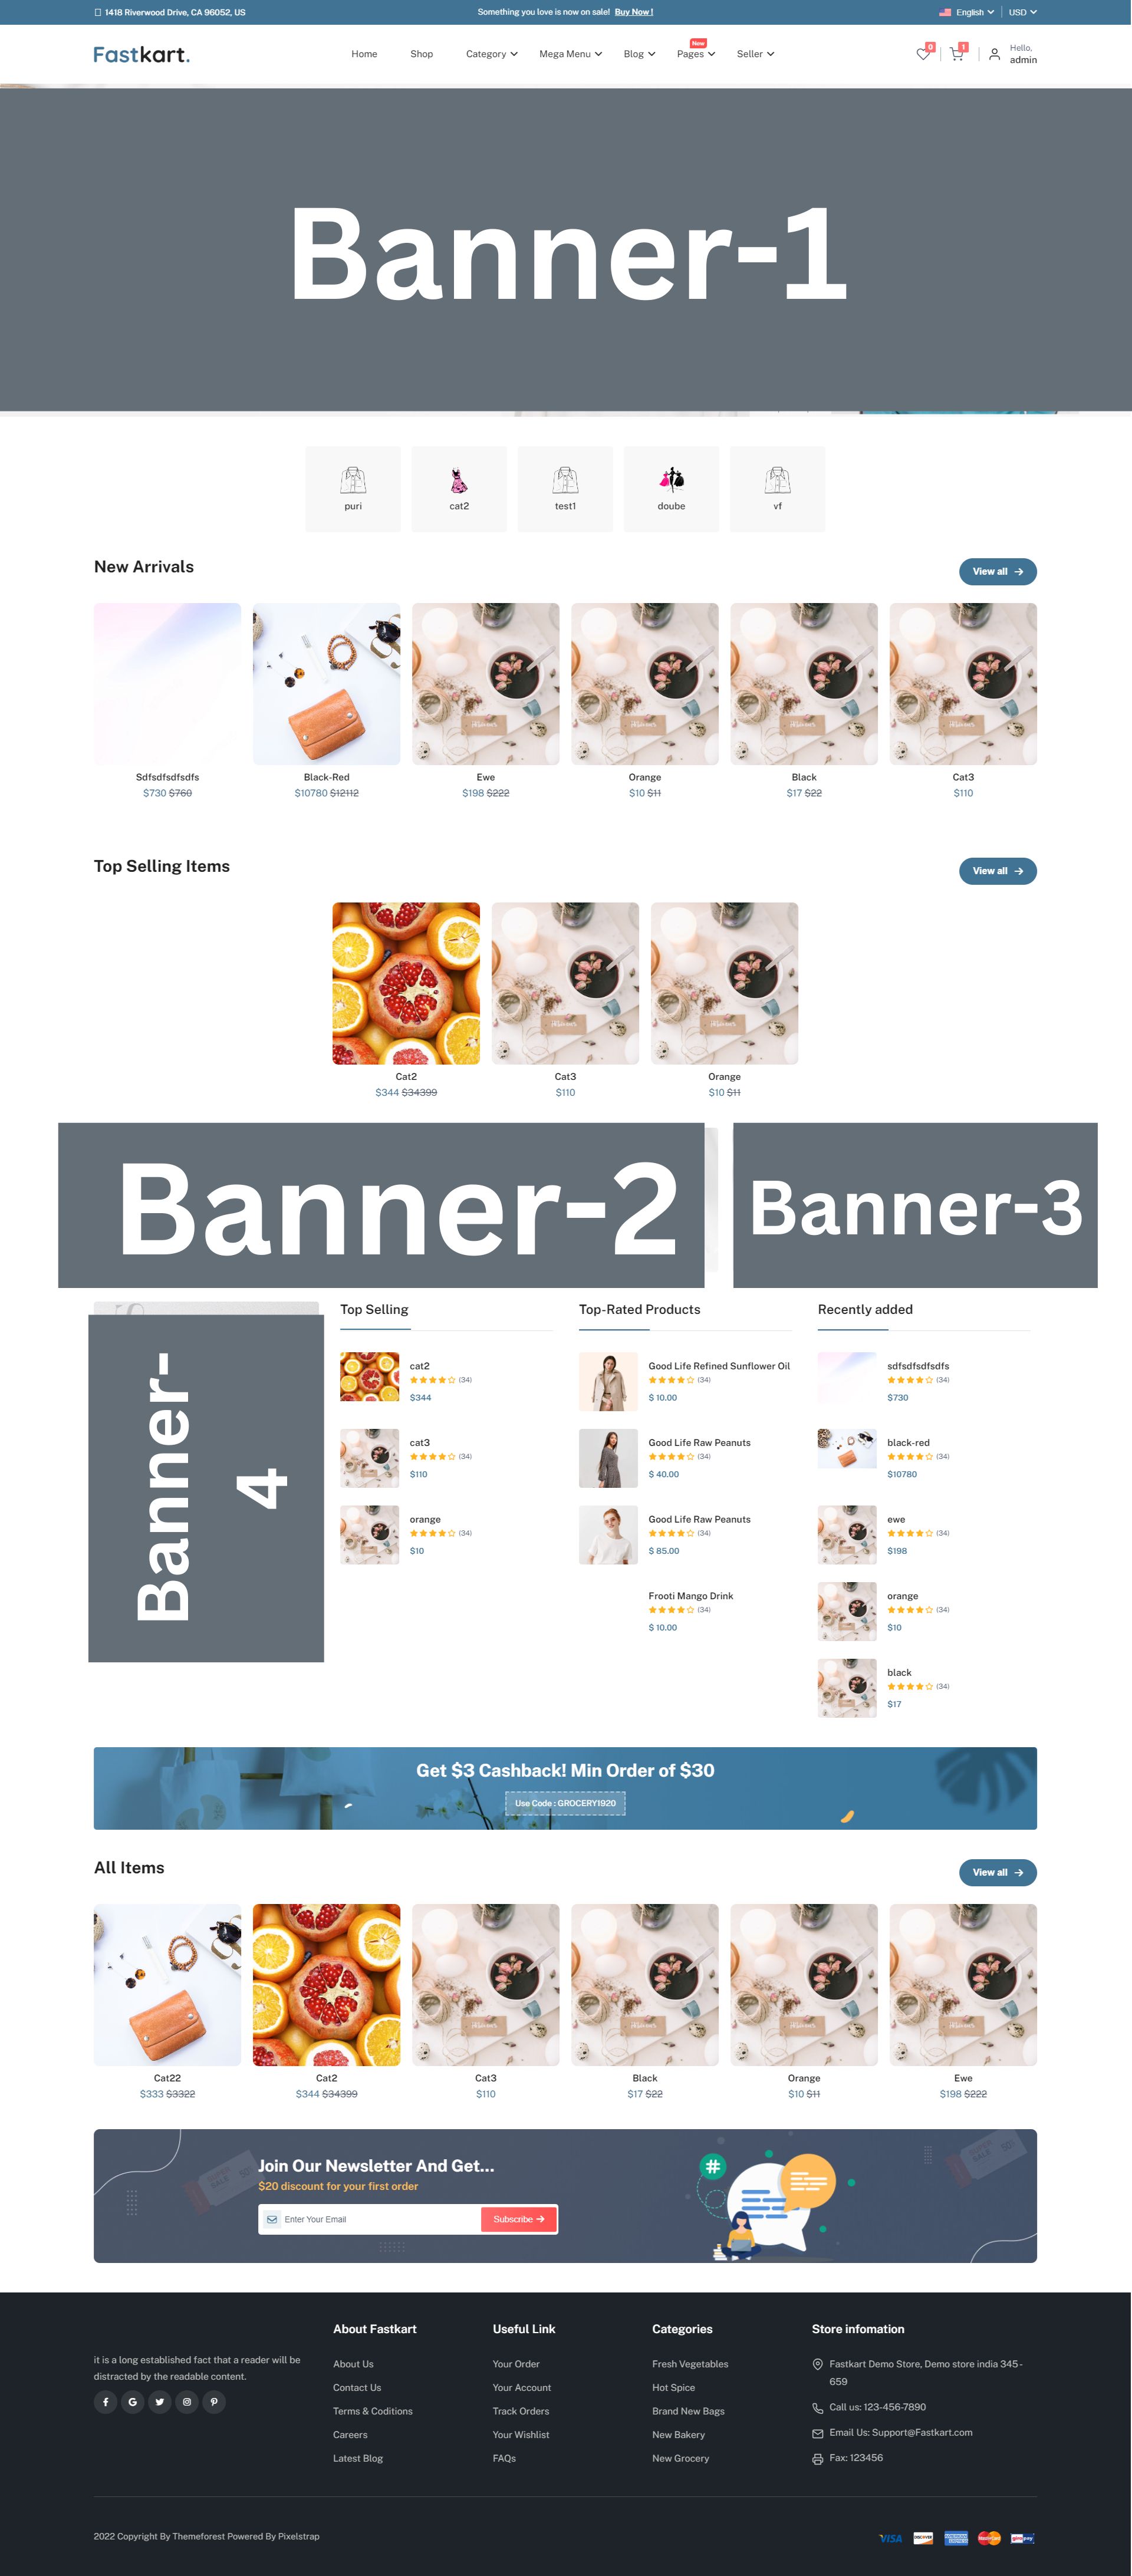 1418 Riverwood Drive, CA 96052, US
Something you love is now on sale! Buy Now !
English USD
Fastkart.
Home Shop Category Mega Menu Blog Pages New Seller
0 1 Hello,
admin
Banner-1
puri cat2 test1 doube vf
New Arrivals
View all
Sdfsdfsdfsdfs Black-Red Ewe Orange Black Cat3
$730 $760 $10780 $12112 $198 $222 $10 $11 $17 $22 $110
Top Selling Items
View all
Cat2 Cat3 Orange
$344 $34399 $110 $10 $11
Banner-2
Banner-3
Banner-
4
Top Selling
cat2
(34)
$344
cat3
(34)
$110
orange
(34)
$10
Top-Rated Products
Good Life Refined Sunflower Oil
(34)
$ 10.00
Good Life Raw Peanuts
(34)
$ 40.00
Good Life Raw Peanuts
(34)
$ 85.00
Frooti Mango Drink
(34)
$ 10.00
Recently added
sdfsdfsdfsdfs
(34)
$730
black-red
(34)
$10780
ewe
(34)
$198
orange
(34)
$10
black
(34)
$17
Get $3 Cashback! Min Order of $30
Use Code : GROCERY1920
All Items
View all
Cat22 Cat2 Cat3 Black Orange Ewe
$333 $3322 $344 $34399 $110 $17 $22 $10 $11 $198 $222
Join Our Newsletter And Get...
$20 discount for your first order
Enter Your Email
Subscribe
it is a long established fact that a reader will be
distracted by the readable content.
About Fastkart
About Us
Contact Us
Terms & Coditions
Careers
Latest Blog
Useful Link
Your Order
Your Account
Track Orders
Your Wishlist
FAQs
Categories
Fresh Vegetables
Hot Spice
Brand New Bags
New Bakery
New Grocery
Store infomation
Fastkart Demo Store, Demo store india 345 -
659
Call us: 123-456-7890
Email Us: Support@Fastkart.com
Fax: 123456
2022 Copyright By Themeforest Powered By Pixelstrap
VISA DISCOVER